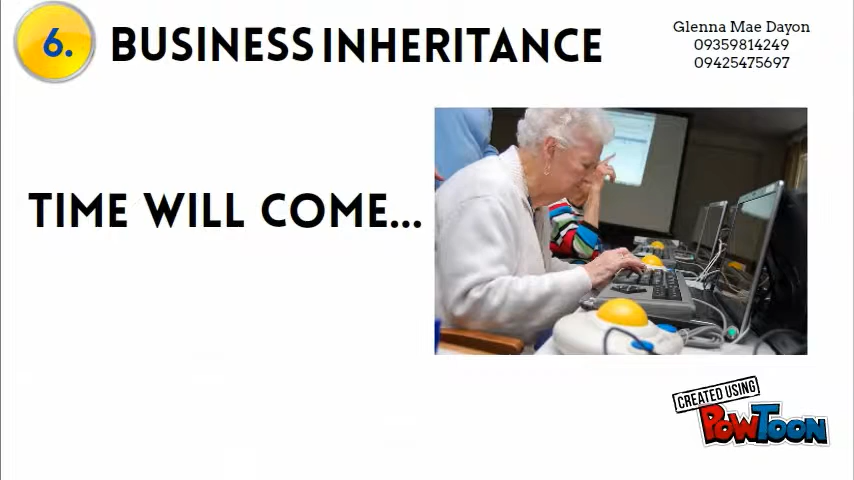 6.
BUSINESS INHERITANCE
Glenna Mae Dayon
09359814249
09425475697
TIME WILL COME...
CREATED USING
POWTOON